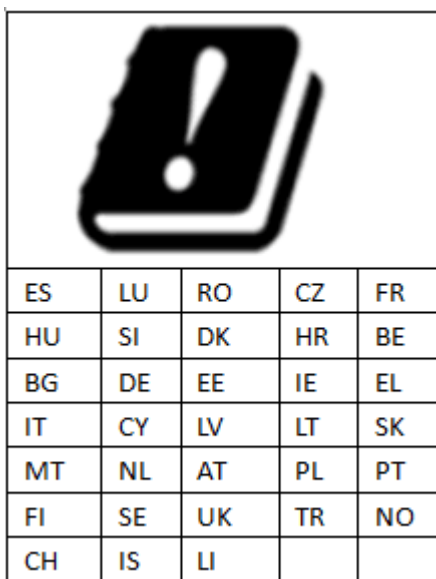 ES LU RO CZ FR
HU SI DK HR BE
BG DE EE IE EL
IT CY LV LT SK
MT NL AT PL PT
FI SE UK TR NO
CH IS LI